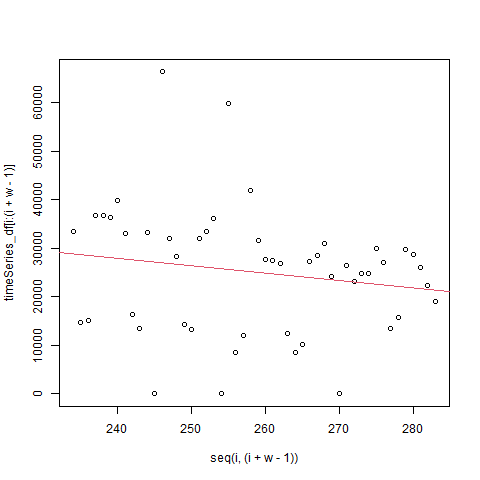 60000
50000
40000
30000
20000
10000
0
timeSeries_df[i:(i + w - 1)]
240 250 260 270 280
seq(i, (i + w - 1))